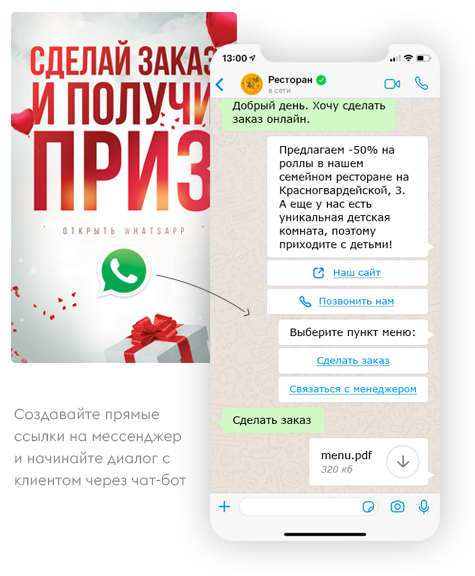 СДЕЛАЙ ЗАКАЗ
И ПОЛУЧИ
ПРИЗ
ОТКРЫТЬ WHATSAPP
Создавайте прямые
ссылки на мессенджер
и начинайте диалог с
клиентом через чат-бот
13:00
Ресторан
в сети
Добрый день. Хочу сделать
заказ онлайн.
Предлагаем -50% на
роллы в нашем
семейном ресторане на
Красногвардейской, 3.
А еще у нас есть
уникальная детская
комната, поэтому
приходите с детьми!
Наш сайт
Позвонить нам
Выберите пункт меню:
Сделать заказ
Связаться с менеджером
Сделать заказ
menu.pdf
320 кб